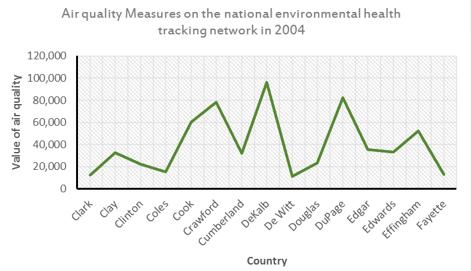 Air quality Measures on the national environmental health
tracking network in 2004
Value of air quality
120,000
100,000
80,000
60,000
40,000
20,000
0
Clark
Clay
Clinton
Coles
Cook
Crawford
Cumberland
DeKalb
De Witt
Douglas
DuPage
Edgar
Edwards
Effingham
Fayette
Country